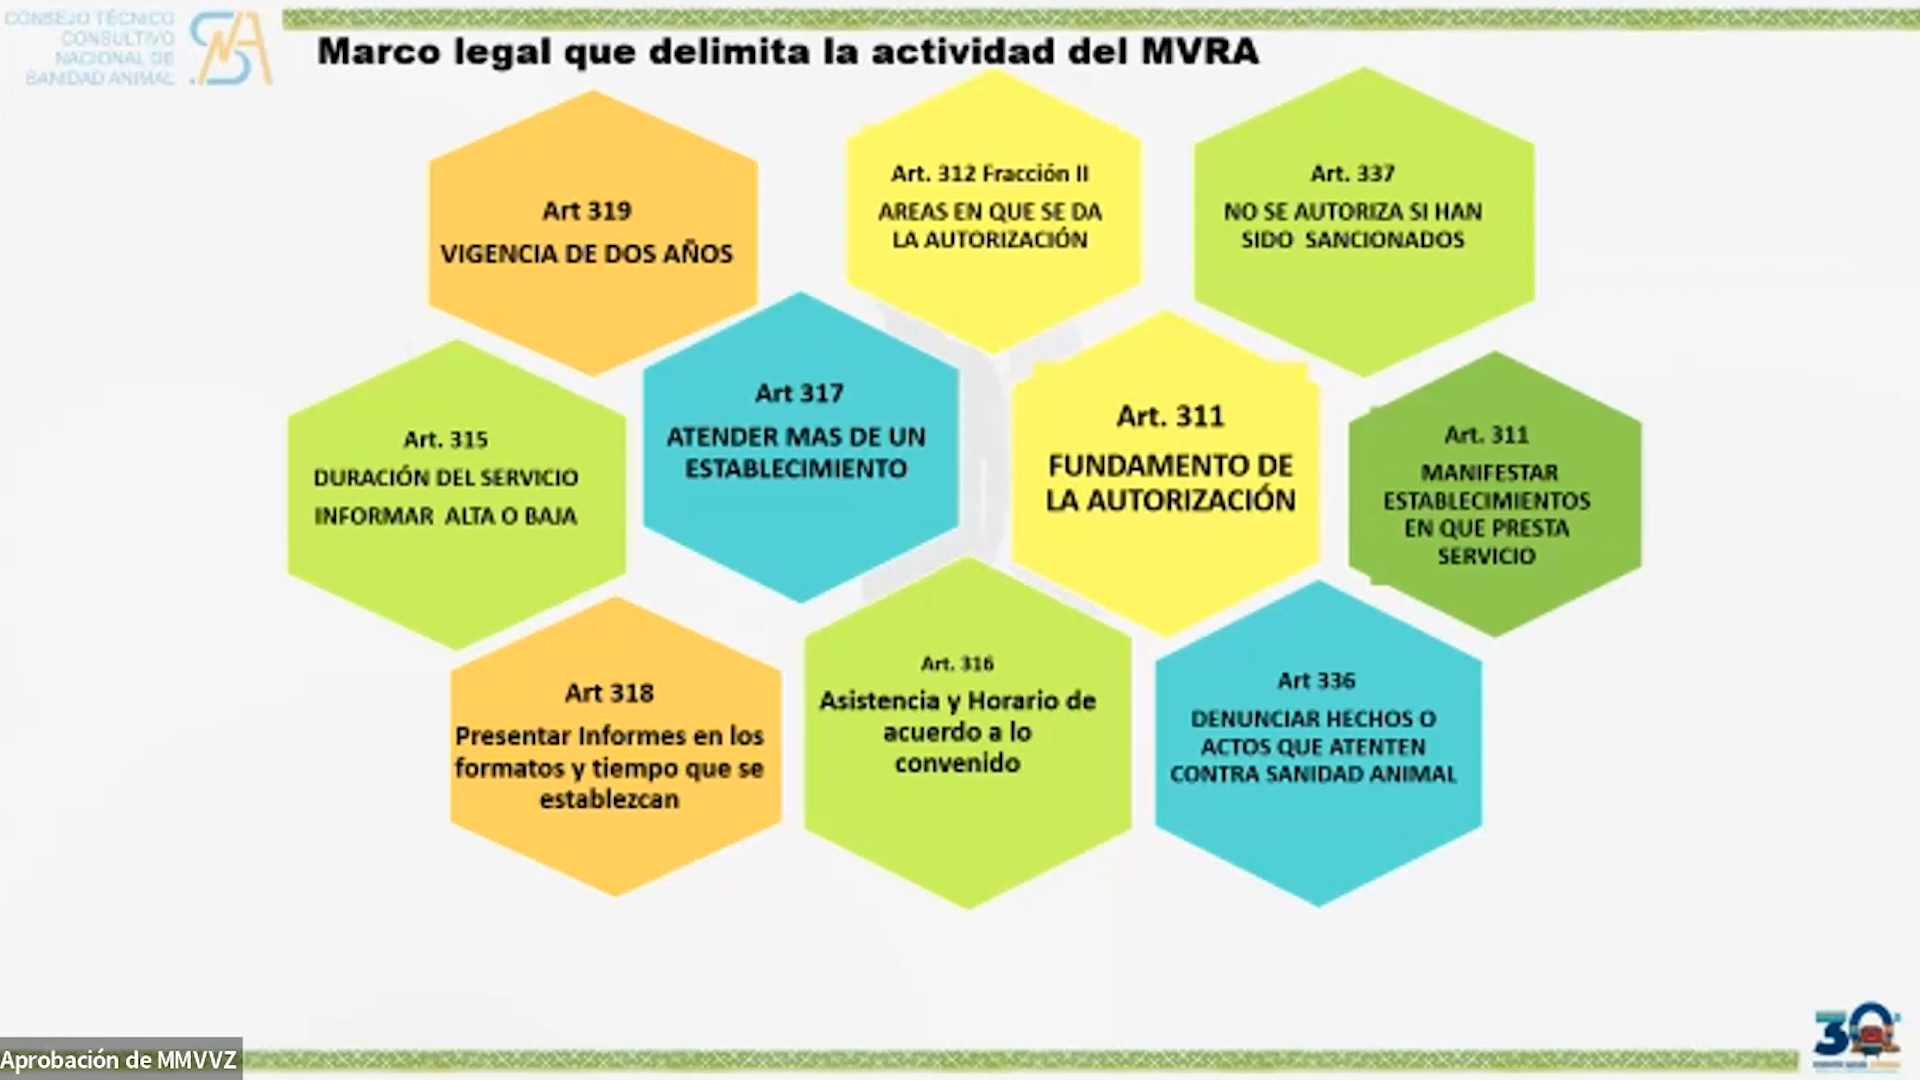 CONSEJO TÉCNICO
CONSULTIVO
NACIONAL DE
SANIDAD ANIMAL
Marco legal que delimita la actividad del MVRA
Art 319
VIGENCIA DE DOS AÑOS
Art. 312 Fracción II
AREAS EN QUE SE DA
LA AUTORIZACIÓN
Art. 337
NO SE AUTORIZA SI HAN
SIDO SANCIONADOS
Art. 315
DURACIÓN DEL SERVICIO
INFORMAR ALTA O BAJA
Art 317
ATENDER MAS DE UN
ESTABLECIMIENTO
Art. 311
FUNDAMENTO DE
LA AUTORIZACIÓN
Art. 311
MANIFESTAR
ESTABLECIMIENTOS
EN QUE PRESTA
SERVICIO
Art 318
Presentar Informes en los
formatos y tiempo que se
establezcan
Art. 316
Asistencia y Horario de
acuerdo a lo
convenido
Art 336
DENUNCIAR HECHOS O
ACTOS QUE ATENTEN
CONTRA SANIDAD ANIMAL
Aprobación de MMVVZ
30